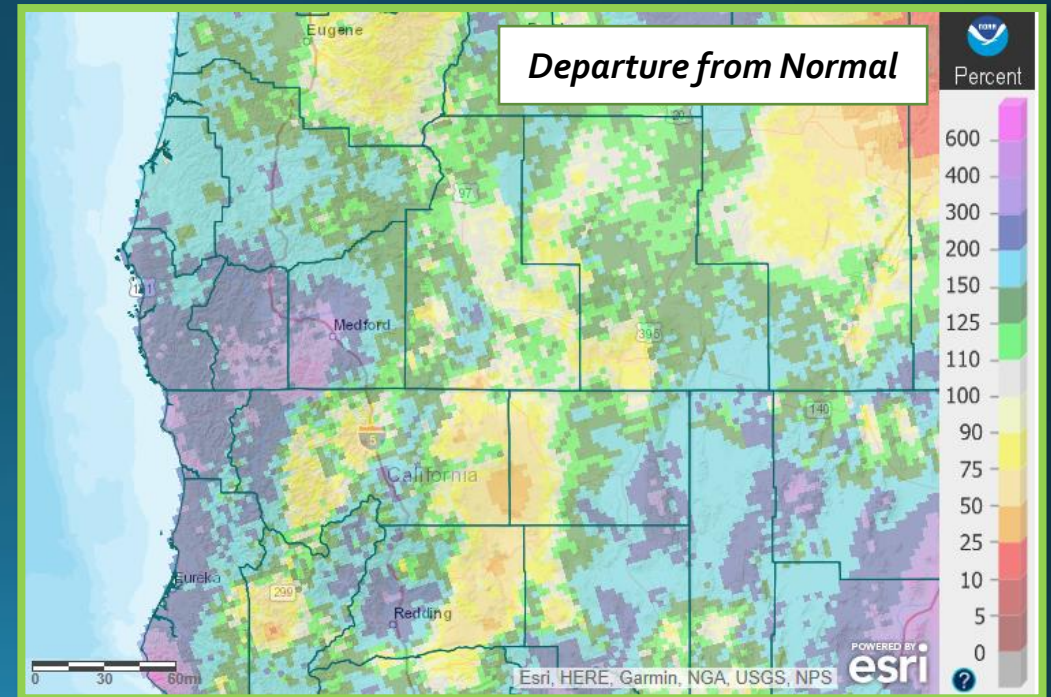 Departure from Normal
NOAA
Percent
600
400
300
200
150
125
110
100
90
75
50
25
10
5
0
?
Eugene
20
97
101
Medford
395
140
5
California
Eureka
299
Redding
0 30 60mi
Esri, HERE, Garmin, NGA, USGS, NPS
POWERED BY
esri